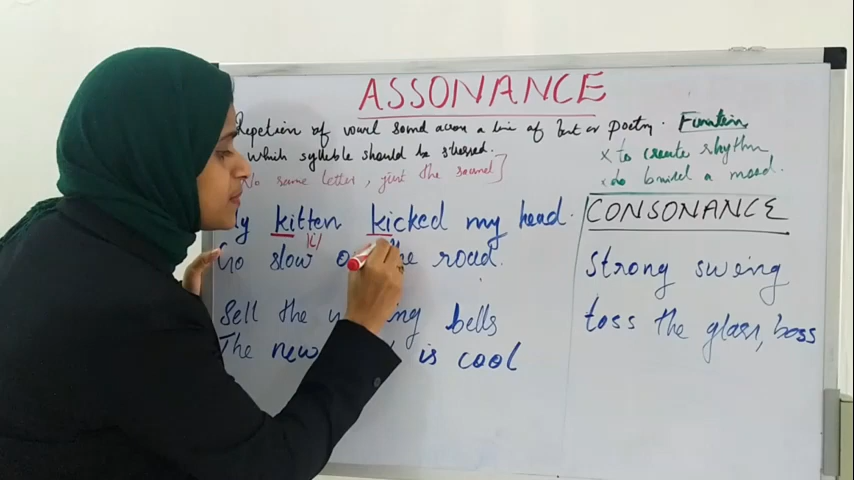 ASSONANCE
Repetion of vowel sound across a line of text or poetry.
which syllable should be stressed.
No same letter, just the sound]
Function
x to create rhythm
x to build a mood.
kitten kicked my head.
/i/
Go slow the road.
Sell the bells
The new is cool
CONSONANCE
strong swing
toss the glass, boss